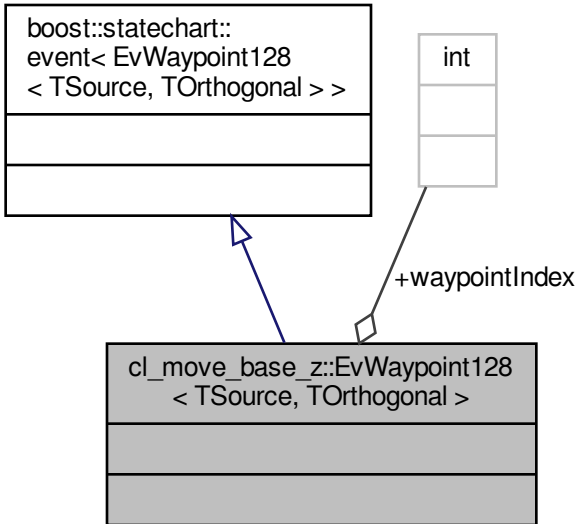 boost::statechart::
event< EvWaypoint128
< TSource, TOrthogonal > >
int
+waypointIndex
cl_move_base_z::EvWaypoint128
< TSource, TOrthogonal >